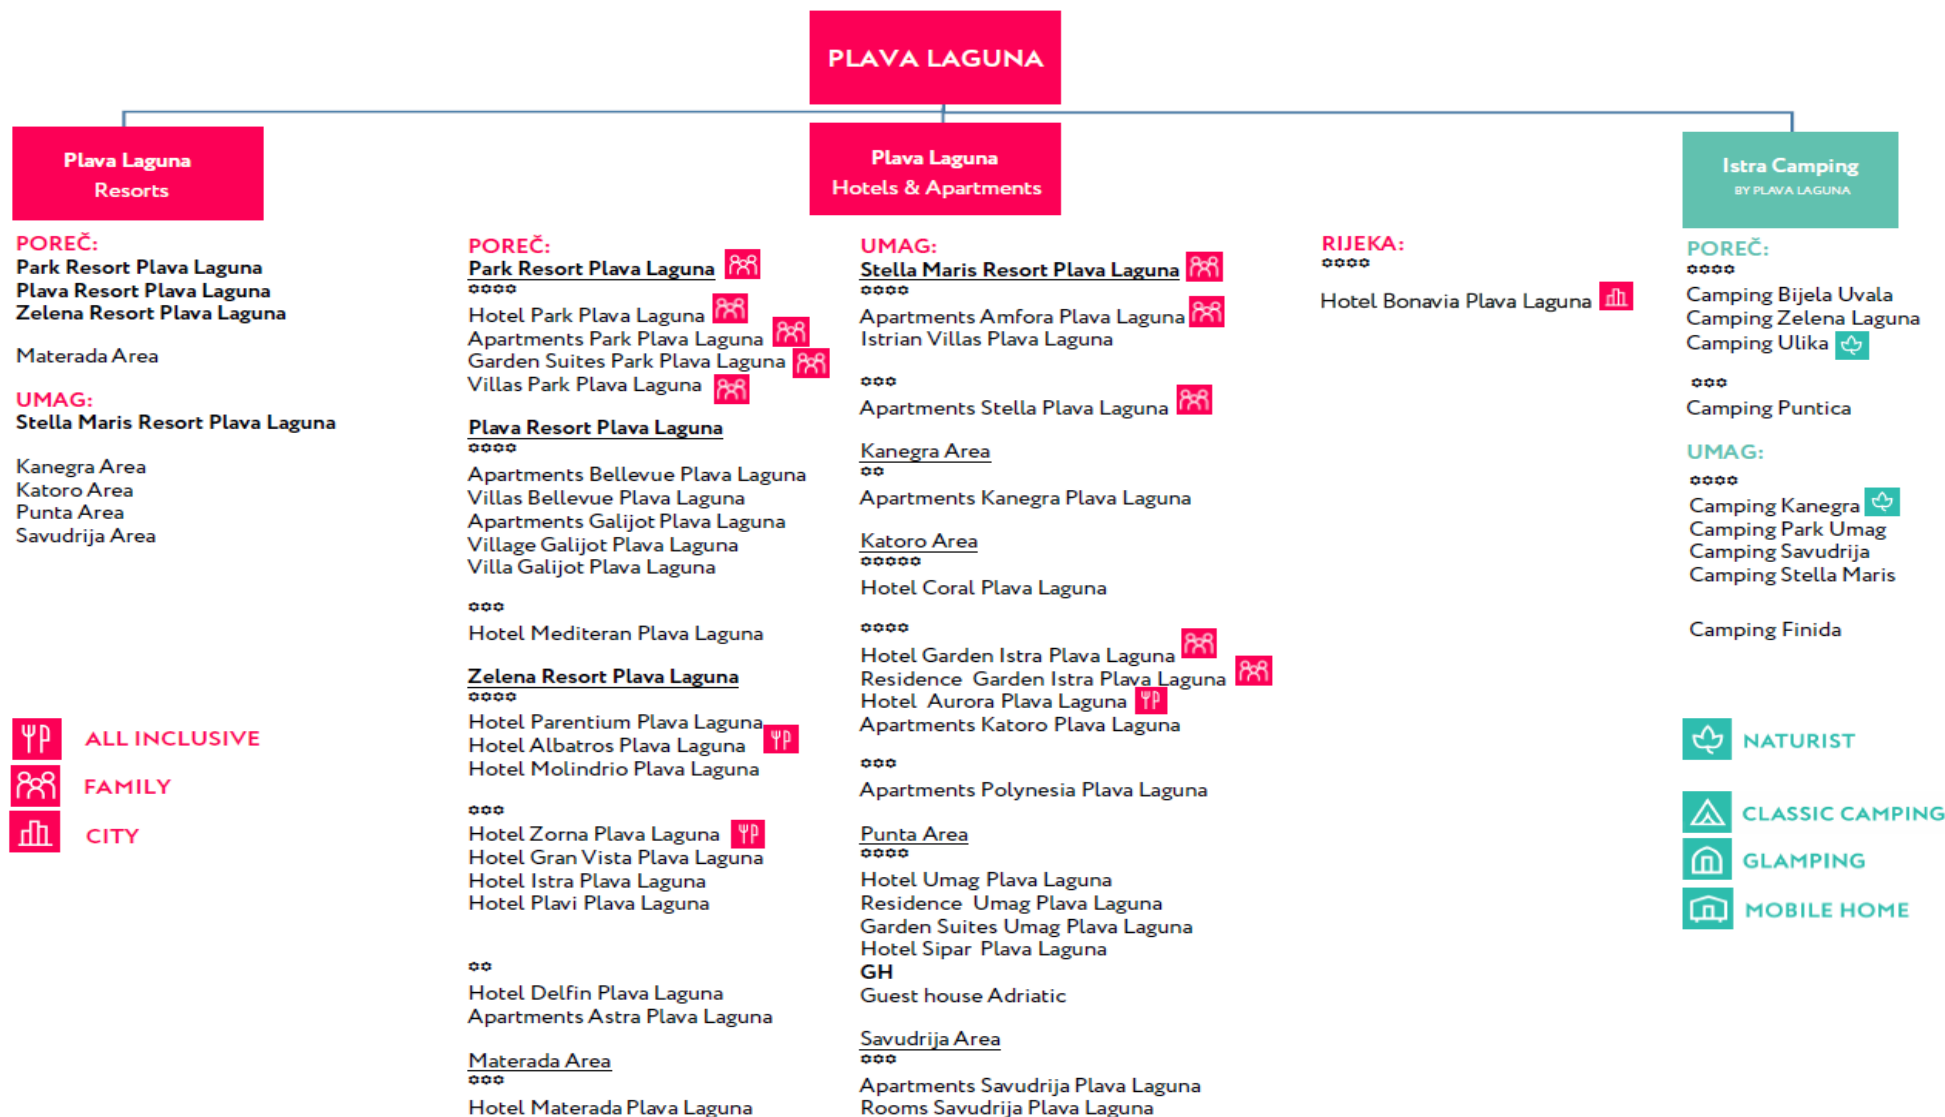 PLAVA LAGUNA
Plava Laguna
Resorts
POREČ:
Park Resort Plava Laguna
Plava Resort Plava Laguna
Zelena Resort Plava Laguna
Materada Area
UMAG:
Stella Maris Resort Plava Laguna
Kanegra Area
Katoro Area
Punta Area
Savudrija Area
ALL INCLUSIVE
FAMILY
CITY
Plava Laguna
Hotels & Apartments
POREČ:
Park Resort Plava Laguna
Hotel Park Plava Laguna
Apartments Park Plava Laguna
Garden Suites Park Plava Laguna
Villas Park Plava Laguna
Plava Resort Plava Laguna
Apartments Bellevue Plava Laguna
Villas Bellevue Plava Laguna
Apartments Galijot Plava Laguna
Village Galijot Plava Laguna
Villa Galijot Plava Laguna
Hotel Mediteran Plava Laguna
Zelena Resort Plava Laguna
Hotel Parentium Plava Laguna
Hotel Albatros Plava Laguna
Hotel Molindrio Plava Laguna
Hotel Zorna Plava Laguna
Hotel Gran Vista Plava Laguna
Hotel Istra Plava Laguna
Hotel Plavi Plava Laguna
Hotel Delfin Plava Laguna
Apartments Astra Plava Laguna
Materada Area
Hotel Materada Plava Laguna
UMAG:
Stella Maris Resort Plava Laguna
Apartments Amfora Plava Laguna
Istrian Villas Plava Laguna
Apartments Stella Plava Laguna
Kanegra Area
Apartments Kanegra Plava Laguna
Katoro Area
Hotel Coral Plava Laguna
Hotel Garden Istra Plava Laguna
Residence Garden Istra Plava Laguna
Hotel Aurora Plava Laguna
Apartments Katoro Plava Laguna
Apartments Polynesia Plava Laguna
Punta Area
Hotel Umag Plava Laguna
Residence Umag Plava Laguna
Garden Suites Umag Plava Laguna
Hotel Sipar Plava Laguna
GH
Guest house Adriatic
Savudrija Area
Apartments Savudrija Plava Laguna
Rooms Savudrija Plava Laguna
RIJEKA:
Hotel Bonavia Plava Laguna
Istra Camping
BY PLAVA LAGUNA
POREČ:
Camping Bijela Uvala
Camping Zelena Laguna
Camping Ulika
Camping Puntica
UMAG:
Camping Kanegra
Camping Park Umag
Camping Savudrija
Camping Stella Maris
Camping Finida
NATURIST
CLASSIC CAMPING
GLAMPING
MOBILE HOME